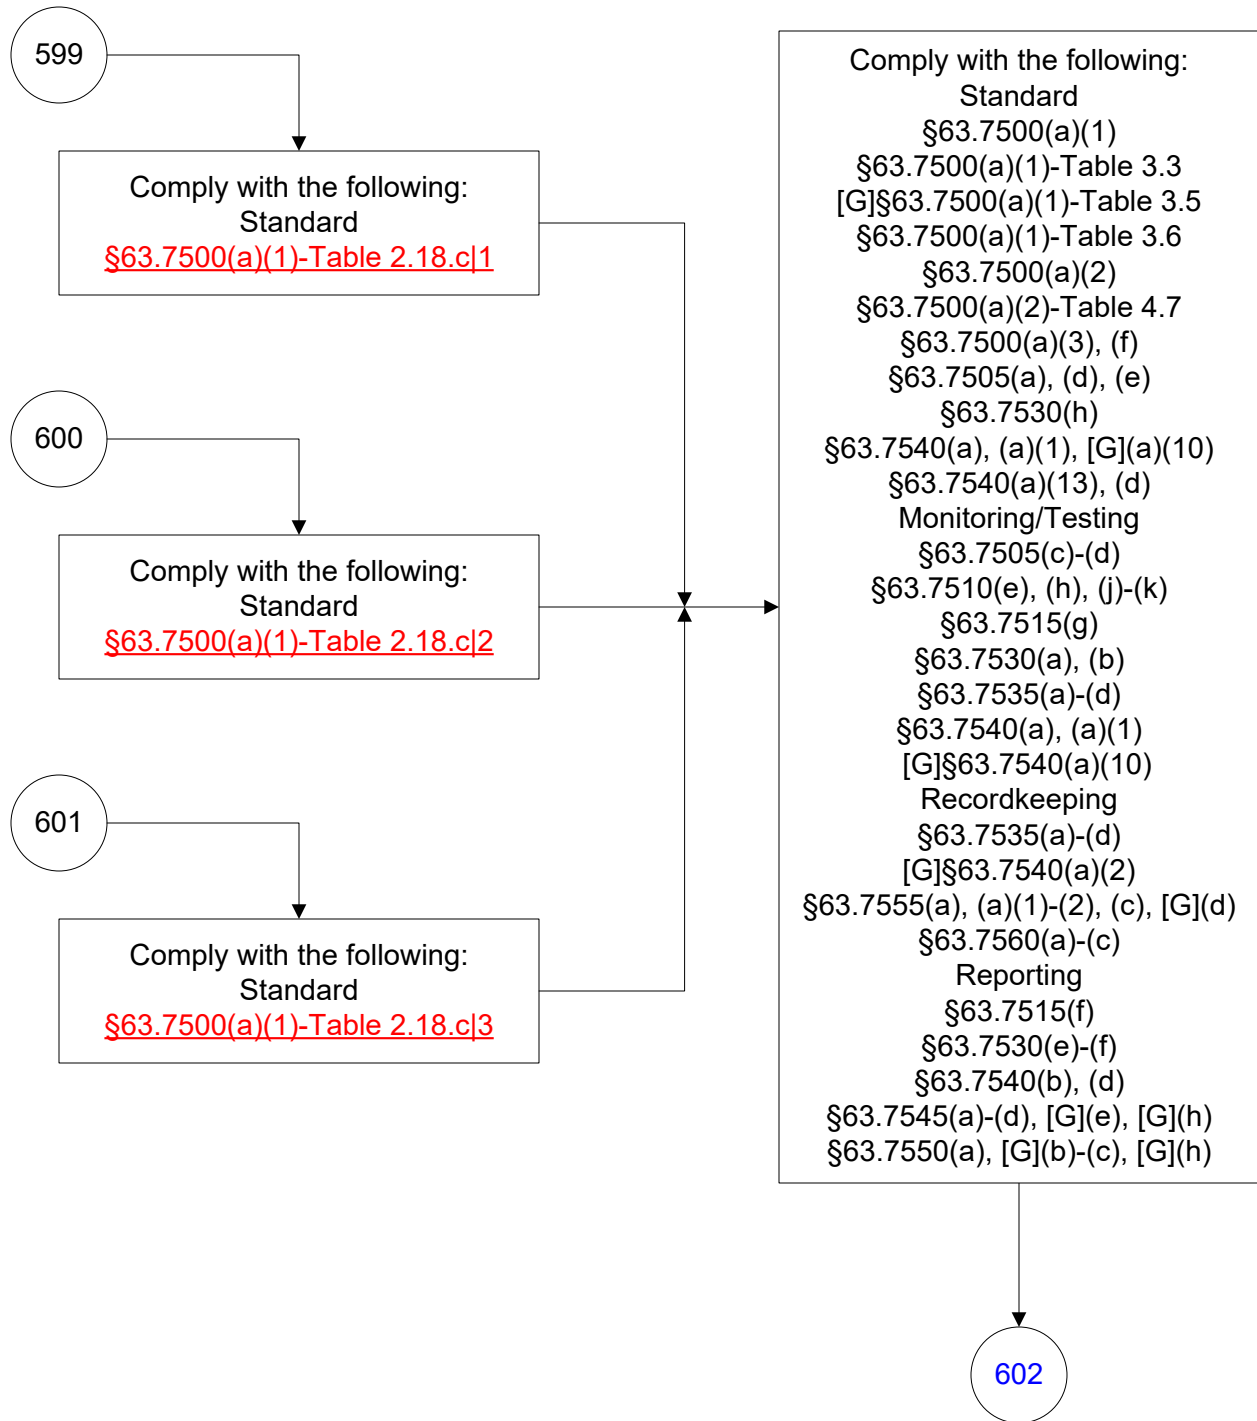 599
Comply with the following:
Standard
§63.7500(a)(1)-Table 2.18.c|1
600
Comply with the following:
Standard
§63.7500(a)(1)-Table 2.18.c|2
601
Comply with the following:
Standard
§63.7500(a)(1)-Table 2.18.c|3
Comply with the following:
Standard
§63.7500(a)(1)
§63.7500(a)(1)-Table 3.3
[G]§63.7500(a)(1)-Table 3.5
§63.7500(a)(1)-Table 3.6
§63.7500(a)(2)
§63.7500(a)(2)-Table 4.7
§63.7500(a)(3), (f)
§63.7505(a), (d), (e)
§63.7530(h)
§63.7540(a), (a)(1), [G](a)(10)
§63.7540(a)(13), (d)
Monitoring/Testing
§63.7505(c)-(d)
§63.7510(e), (h), (j)-(k)
§63.7515(g)
§63.7530(a), (b)
§63.7535(a)-(d)
§63.7540(a), (a)(1)
[G]§63.7540(a)(10)
Recordkeeping
§63.7535(a)-(d)
[G]§63.7540(a)(2)
§63.7555(a), (a)(1)-(2), (c), [G](d)
§63.7560(a)-(c)
Reporting
§63.7515(f)
§63.7530(e)-(f)
§63.7540(b), (d)
§63.7545(a)-(d), [G](e), [G](h)
§63.7550(a), [G](b)-(c), [G](h)
602